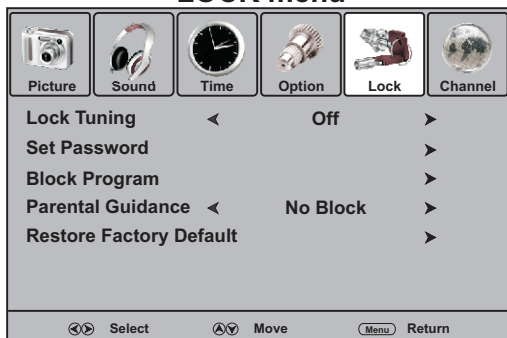 Picture Sound Time Option Lock Channel
Lock Tuning Off
Set Password
Block Program
Parental Guidance No Block
Restore Factory Default
Select Move Menu Return